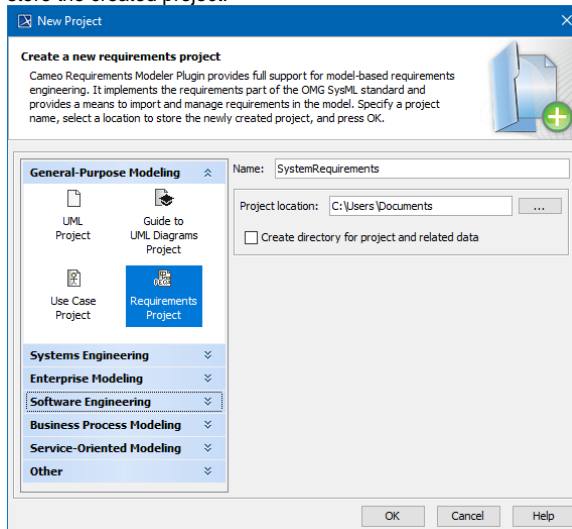 store the created project.
New Project
Create a new requirements project
Cameo Requirements Modeler Plugin provides full support for model-based requirements
engineering. It implements the requirements part of the OMG SysML standard and
provides a means to import and manage requirements in the model. Specify a project
name, select a location to store the newly created project, and press OK.
General-Purpose Modeling
UML
Project
Guide to
UML Diagrams
Project
Use Case
Project
Requirements
Project
Systems Engineering
Enterprise Modeling
Software Engineering
Business Process Modeling
Service-Oriented Modeling
Other
Name: SystemRequirements
Project location: C:\Users\Documents ...
Create directory for project and related data
OK Cancel Help